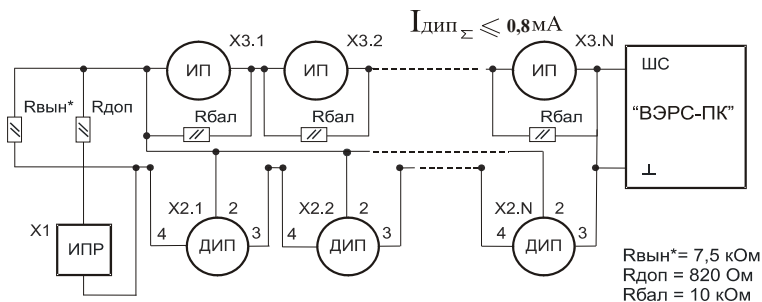 IДИП Σ ⩽ 0,8мА
X3.1
X3.2
X3.N
ИП
ИП
ИП
ШС
"ВЭРС-ПК"
⊥
Rвын*
Rдоп
Rбал
Rбал
Rбал
X2.1
2
X2.2
2
X2.N
2
X1
ИПР
4
ДИП
3
4
ДИП
3
4
ДИП
3
Rвын*= 7,5 кОм
Rдоп = 820 Ом
Rбал = 10 кОм